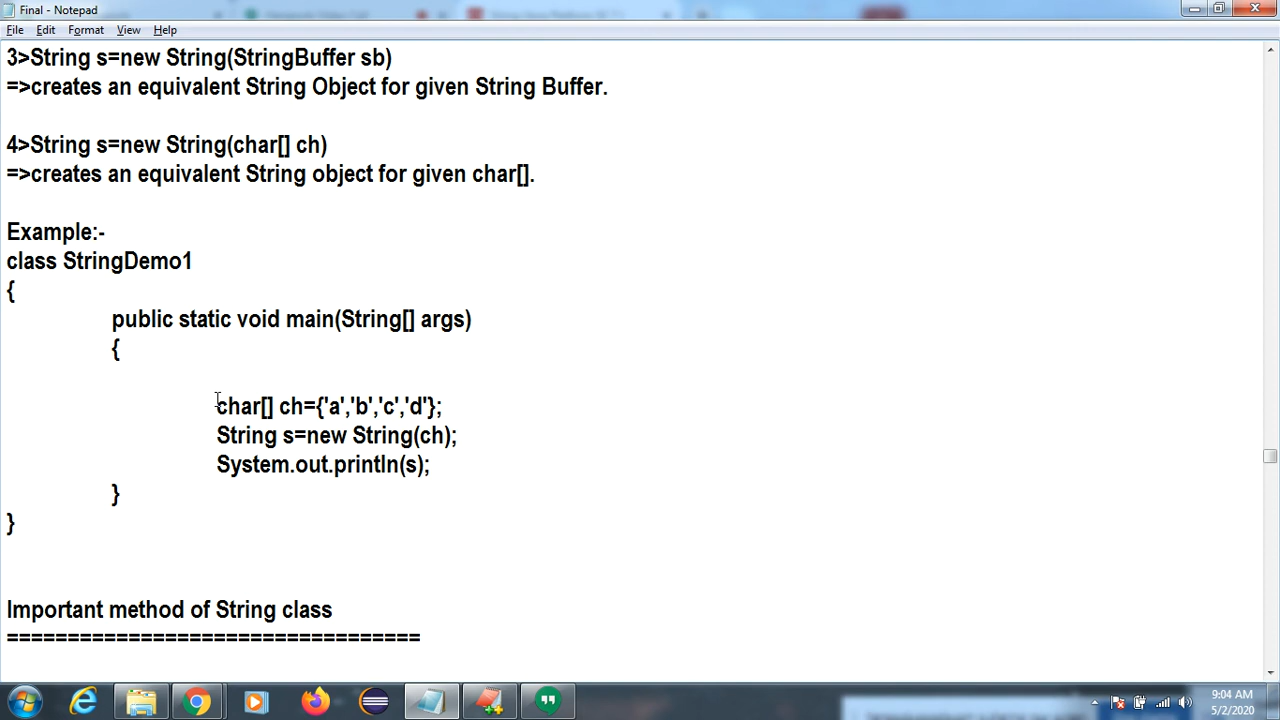 Final - Notepad
File Edit Format View Help
3>String s=new String(StringBuffer sb)
=>creates an equivalent String Object for given String Buffer.
4>String s=new String(char[] ch)
=>creates an equivalent String object for given char[].
Example:-
class StringDemo1
{
public static void main(String[] args)
{
char[] ch={'a','b','c','d'};
String s=new String(ch);
System.out.println(s);
}
}
Important method of String class
==================================
9:04 AM
5/2/2020